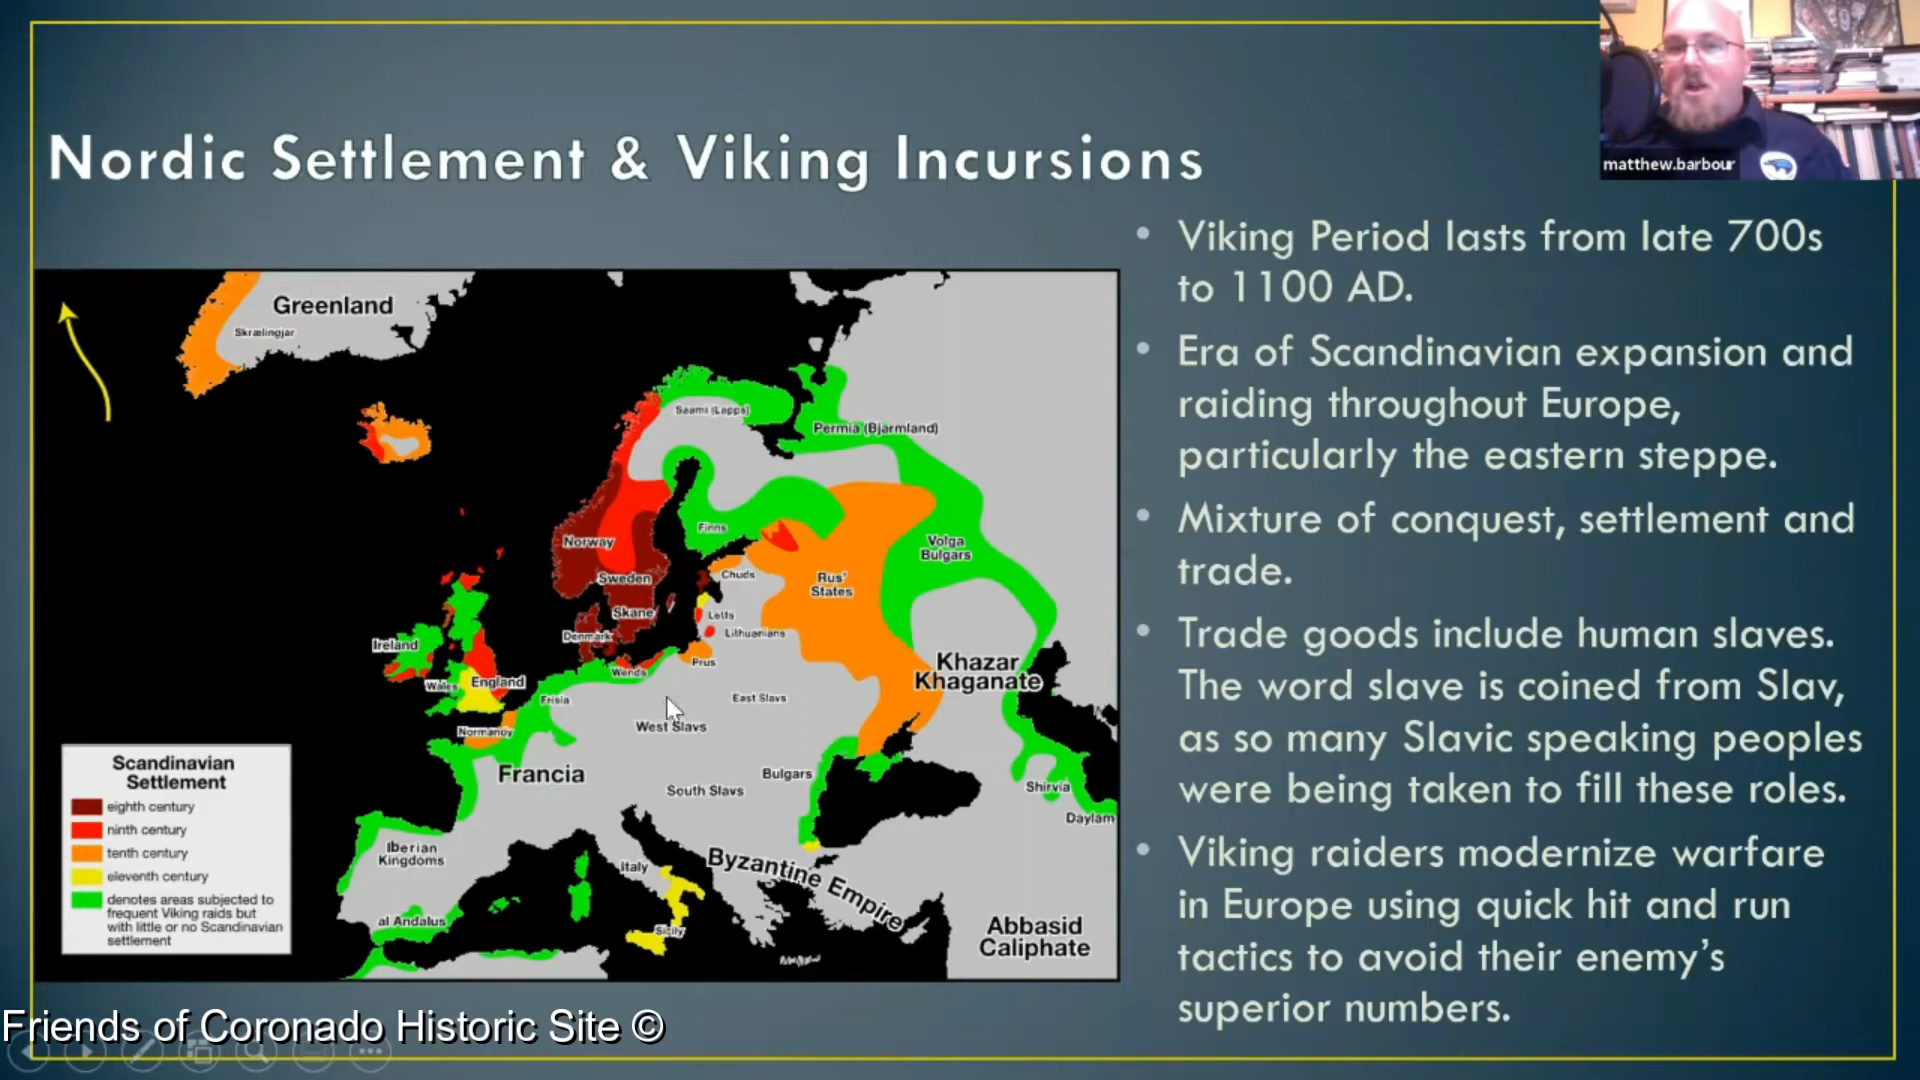 matthew.barbour
Nordic Settlement & Viking Incursions
• Viking Period lasts from late 700s
to 1100 AD.
• Era of Scandinavian expansion and
raiding throughout Europe,
particularly the eastern steppe.
• Mixture of conquest, settlement and
trade.
• Trade goods include human slaves.
The word slave is coined from Slav,
as so many Slavic speaking peoples
were being taken to fill these roles.
• Viking raiders modernize warfare
in Europe using quick hit and run
tactics to avoid their enemy's
superior numbers.
Greenland
Skrælingjar
Saami (Lapps)
Permia (Bjarmland)
Finns
Norway
Volga
Bulgars
Chuds
Rus'
States
Sweden
Skane
Letts
Denmark
Lithuanians
Ireland
Prus
Khazar
Khaganate
Wends
Wales
England
Frisia
East Slavs
West Slavs
Normandy
Francia
Bulgars
South Slavs
Shirvia
Daylam
Iberian
Kingdoms
Italy
Byzantine Empire
al Andalus
Sicily
Abbasid
Caliphate
Scandinavian
Settlement
eighth century
ninth century
tenth century
eleventh century
denotes areas subjected to
frequent Viking raids but
with little or no Scandinavian
settlement
Friends of Coronado Historic Site ©